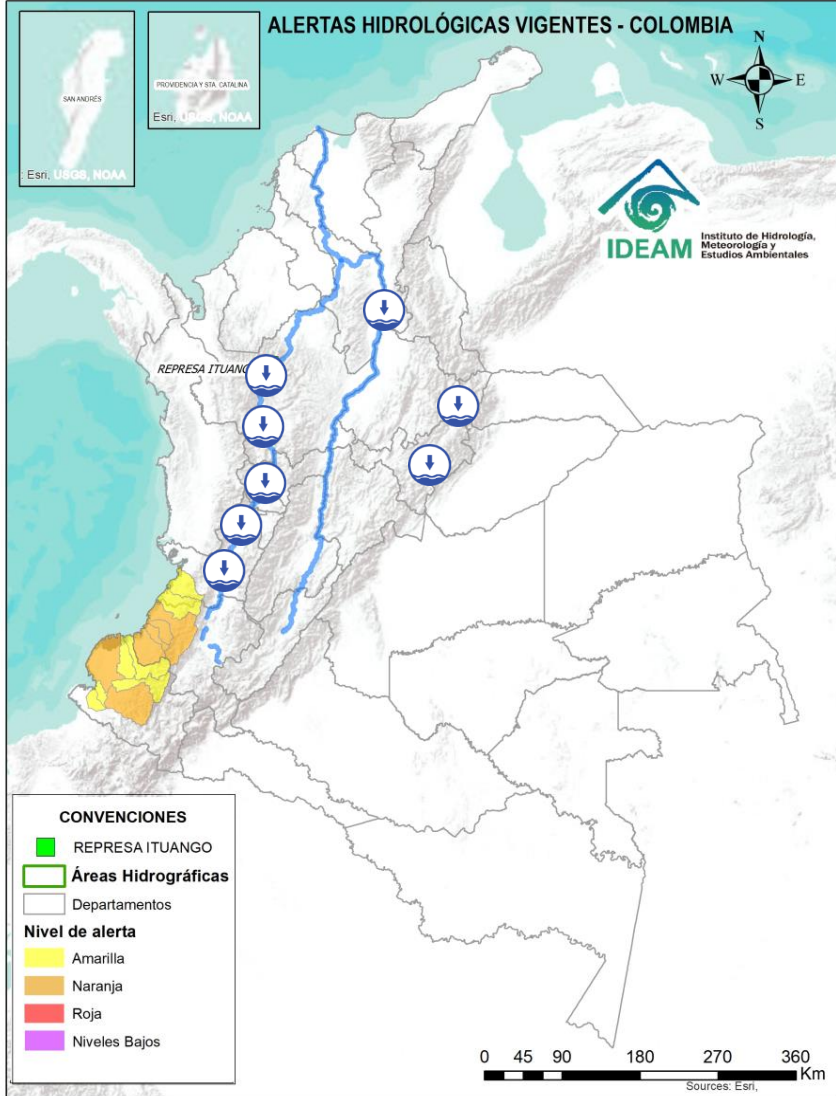 ALERTAS HIDROLÓGICAS VIGENTES - COLOMBIA
N
W
E
S
SAN ANDRÉS
Esri, USGS, NOAA
PROVIDENCIA Y STA. CATALINA
Esri, USGS, NOAA
IDEAM
Instituto de Hidrología,
Meteorología y
Estudios Ambientales
REPRESA ITUANGO
CONVENCIONES
REPRESA ITUANGO
Áreas Hidrográficas
Departamentos
Nivel de alerta
Amarilla
Naranja
Roja
Niveles Bajos
0 45 90 180 270 360
Km
Sources: Esri,